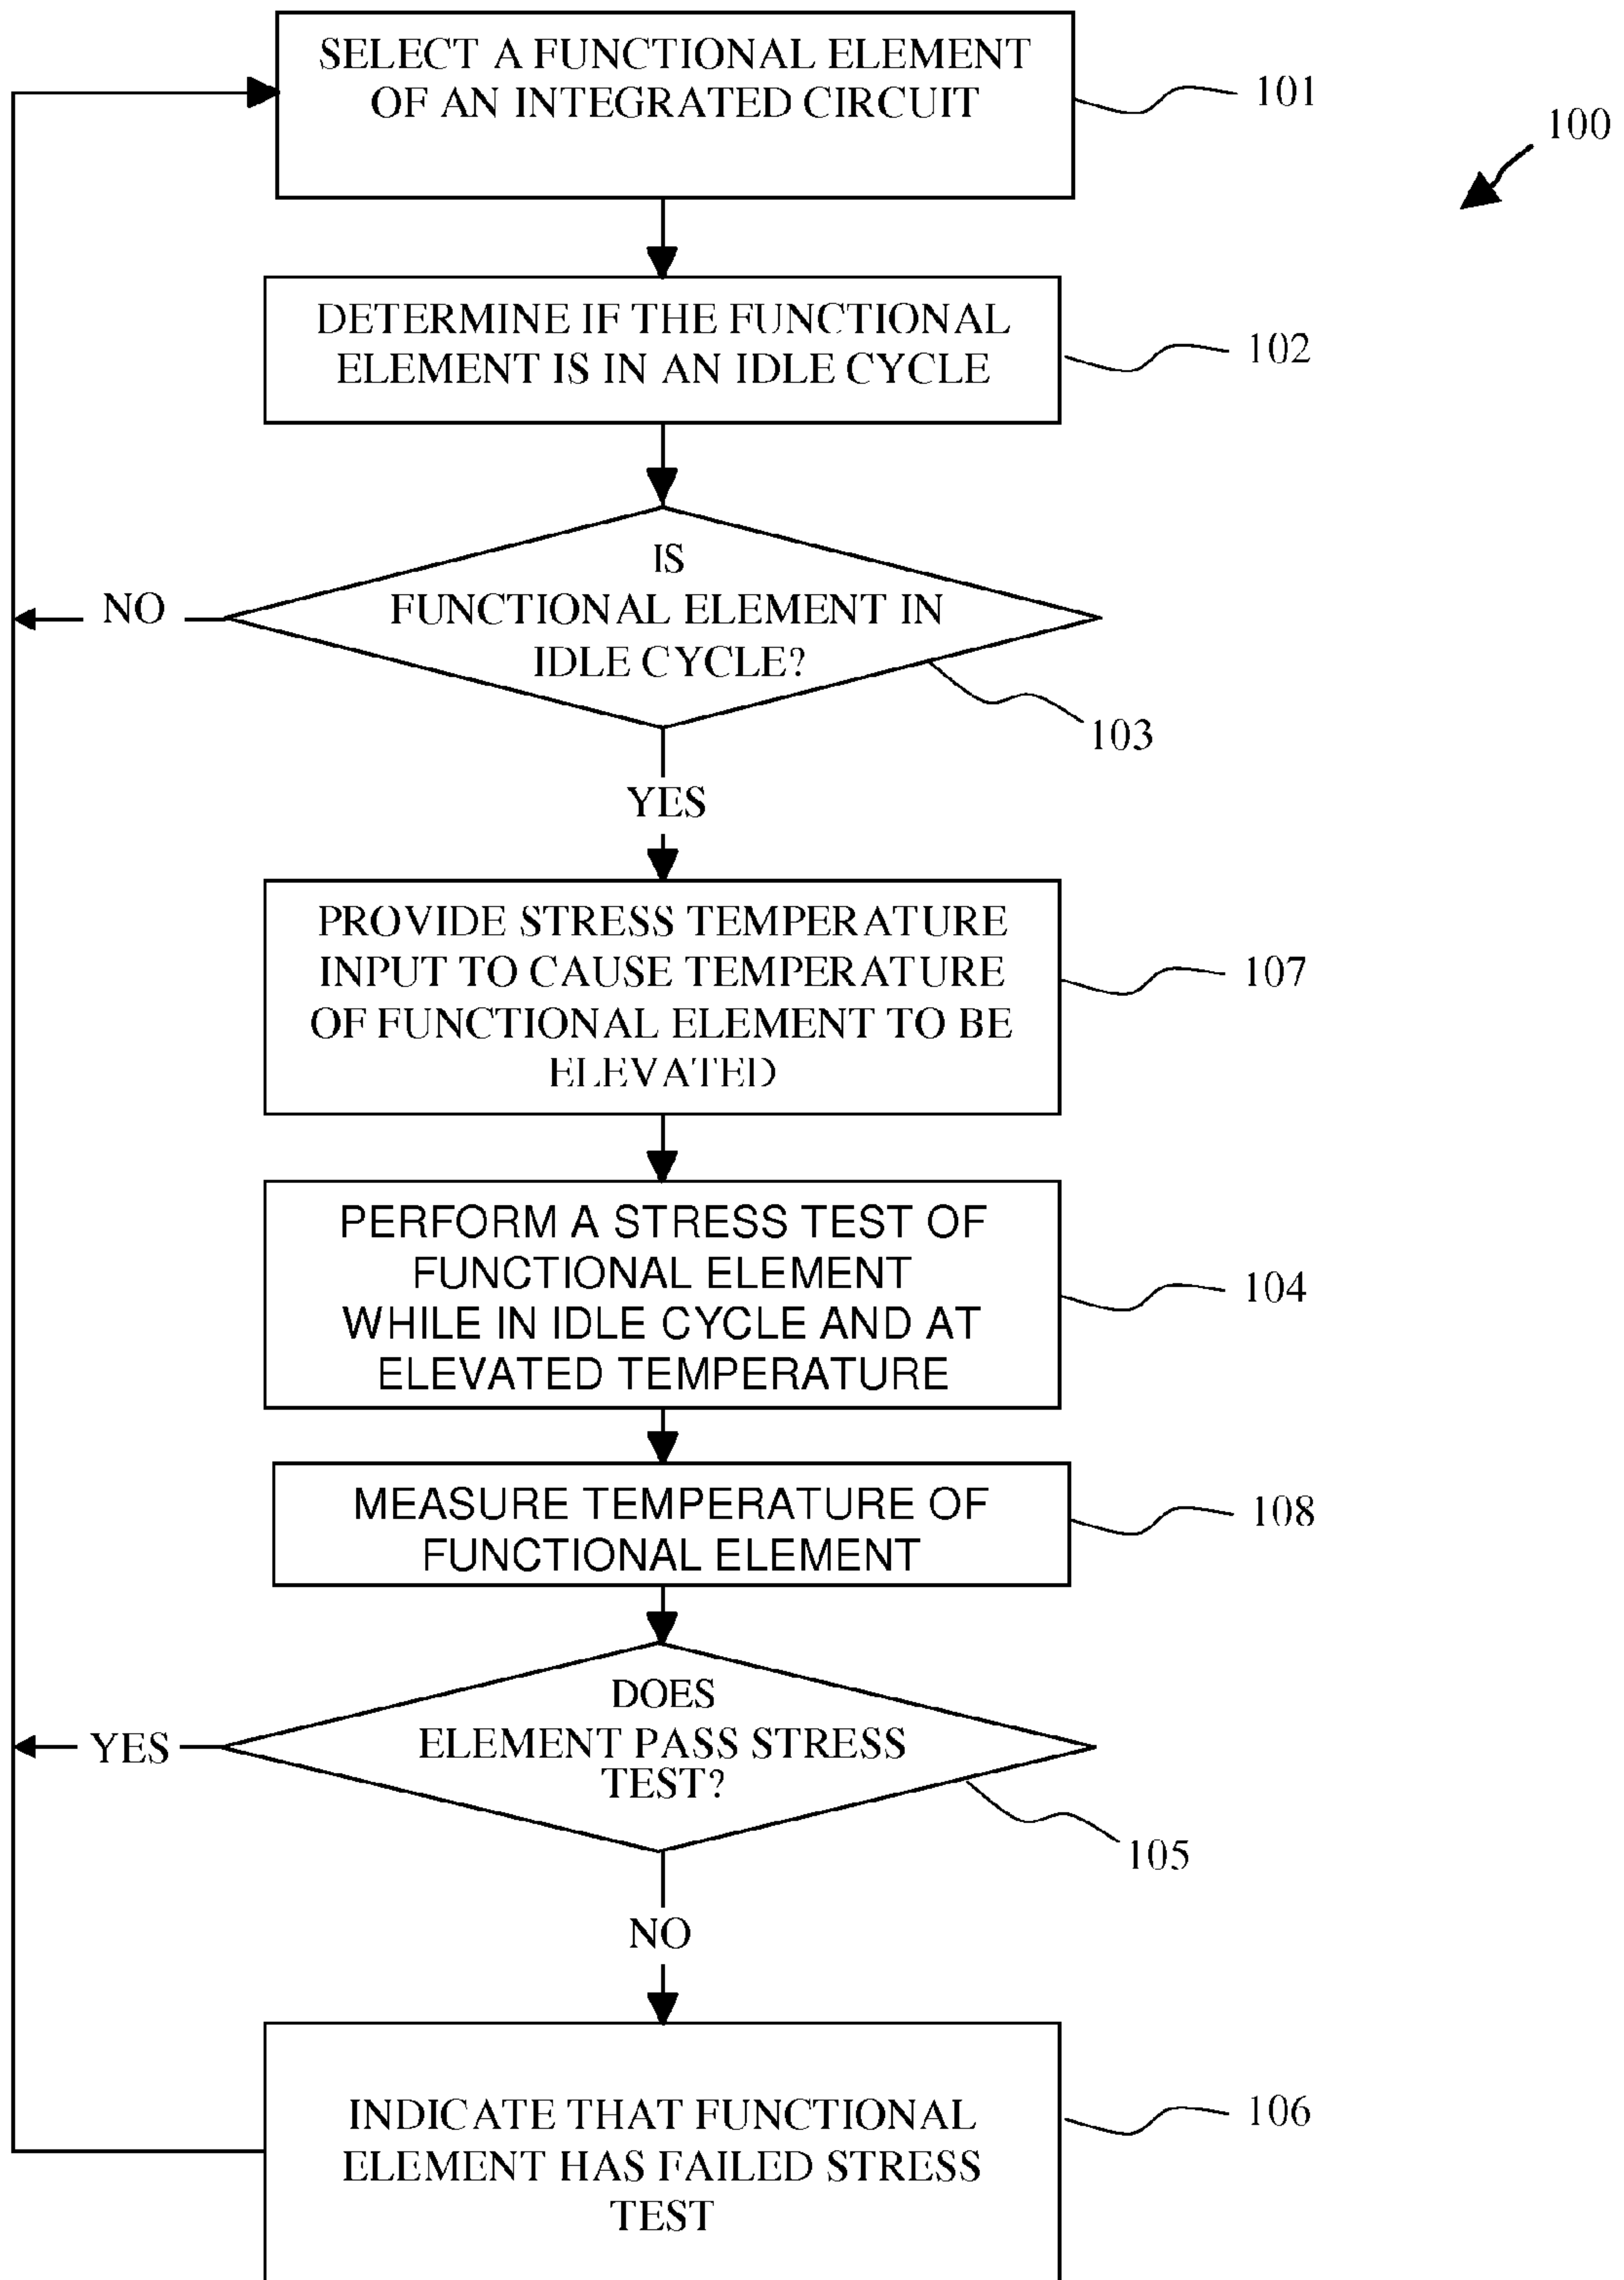 SELECT A FUNCTIONAL ELEMENT
OF AN INTEGRATED CIRCUIT
101
100
DETERMINE IF THE FUNCTIONAL
ELEMENT IS IN AN IDLE CYCLE
102
IS
FUNCTIONAL ELEMENT IN
IDLE CYCLE?
NO
103
YES
PROVIDE STRESS TEMPERATURE
INPUT TO CAUSE TEMPERATURE
OF FUNCTIONAL ELEMENT TO BE
ELEVATED
107
PERFORM A STRESS TEST OF
FUNCTIONAL ELEMENT
WHILE IN IDLE CYCLE AND AT
ELEVATED TEMPERATURE
104
MEASURE TEMPERATURE OF
FUNCTIONAL ELEMENT
108
DOES
ELEMENT PASS STRESS
TEST?
YES
105
NO
INDICATE THAT FUNCTIONAL
ELEMENT HAS FAILED STRESS
TEST
106